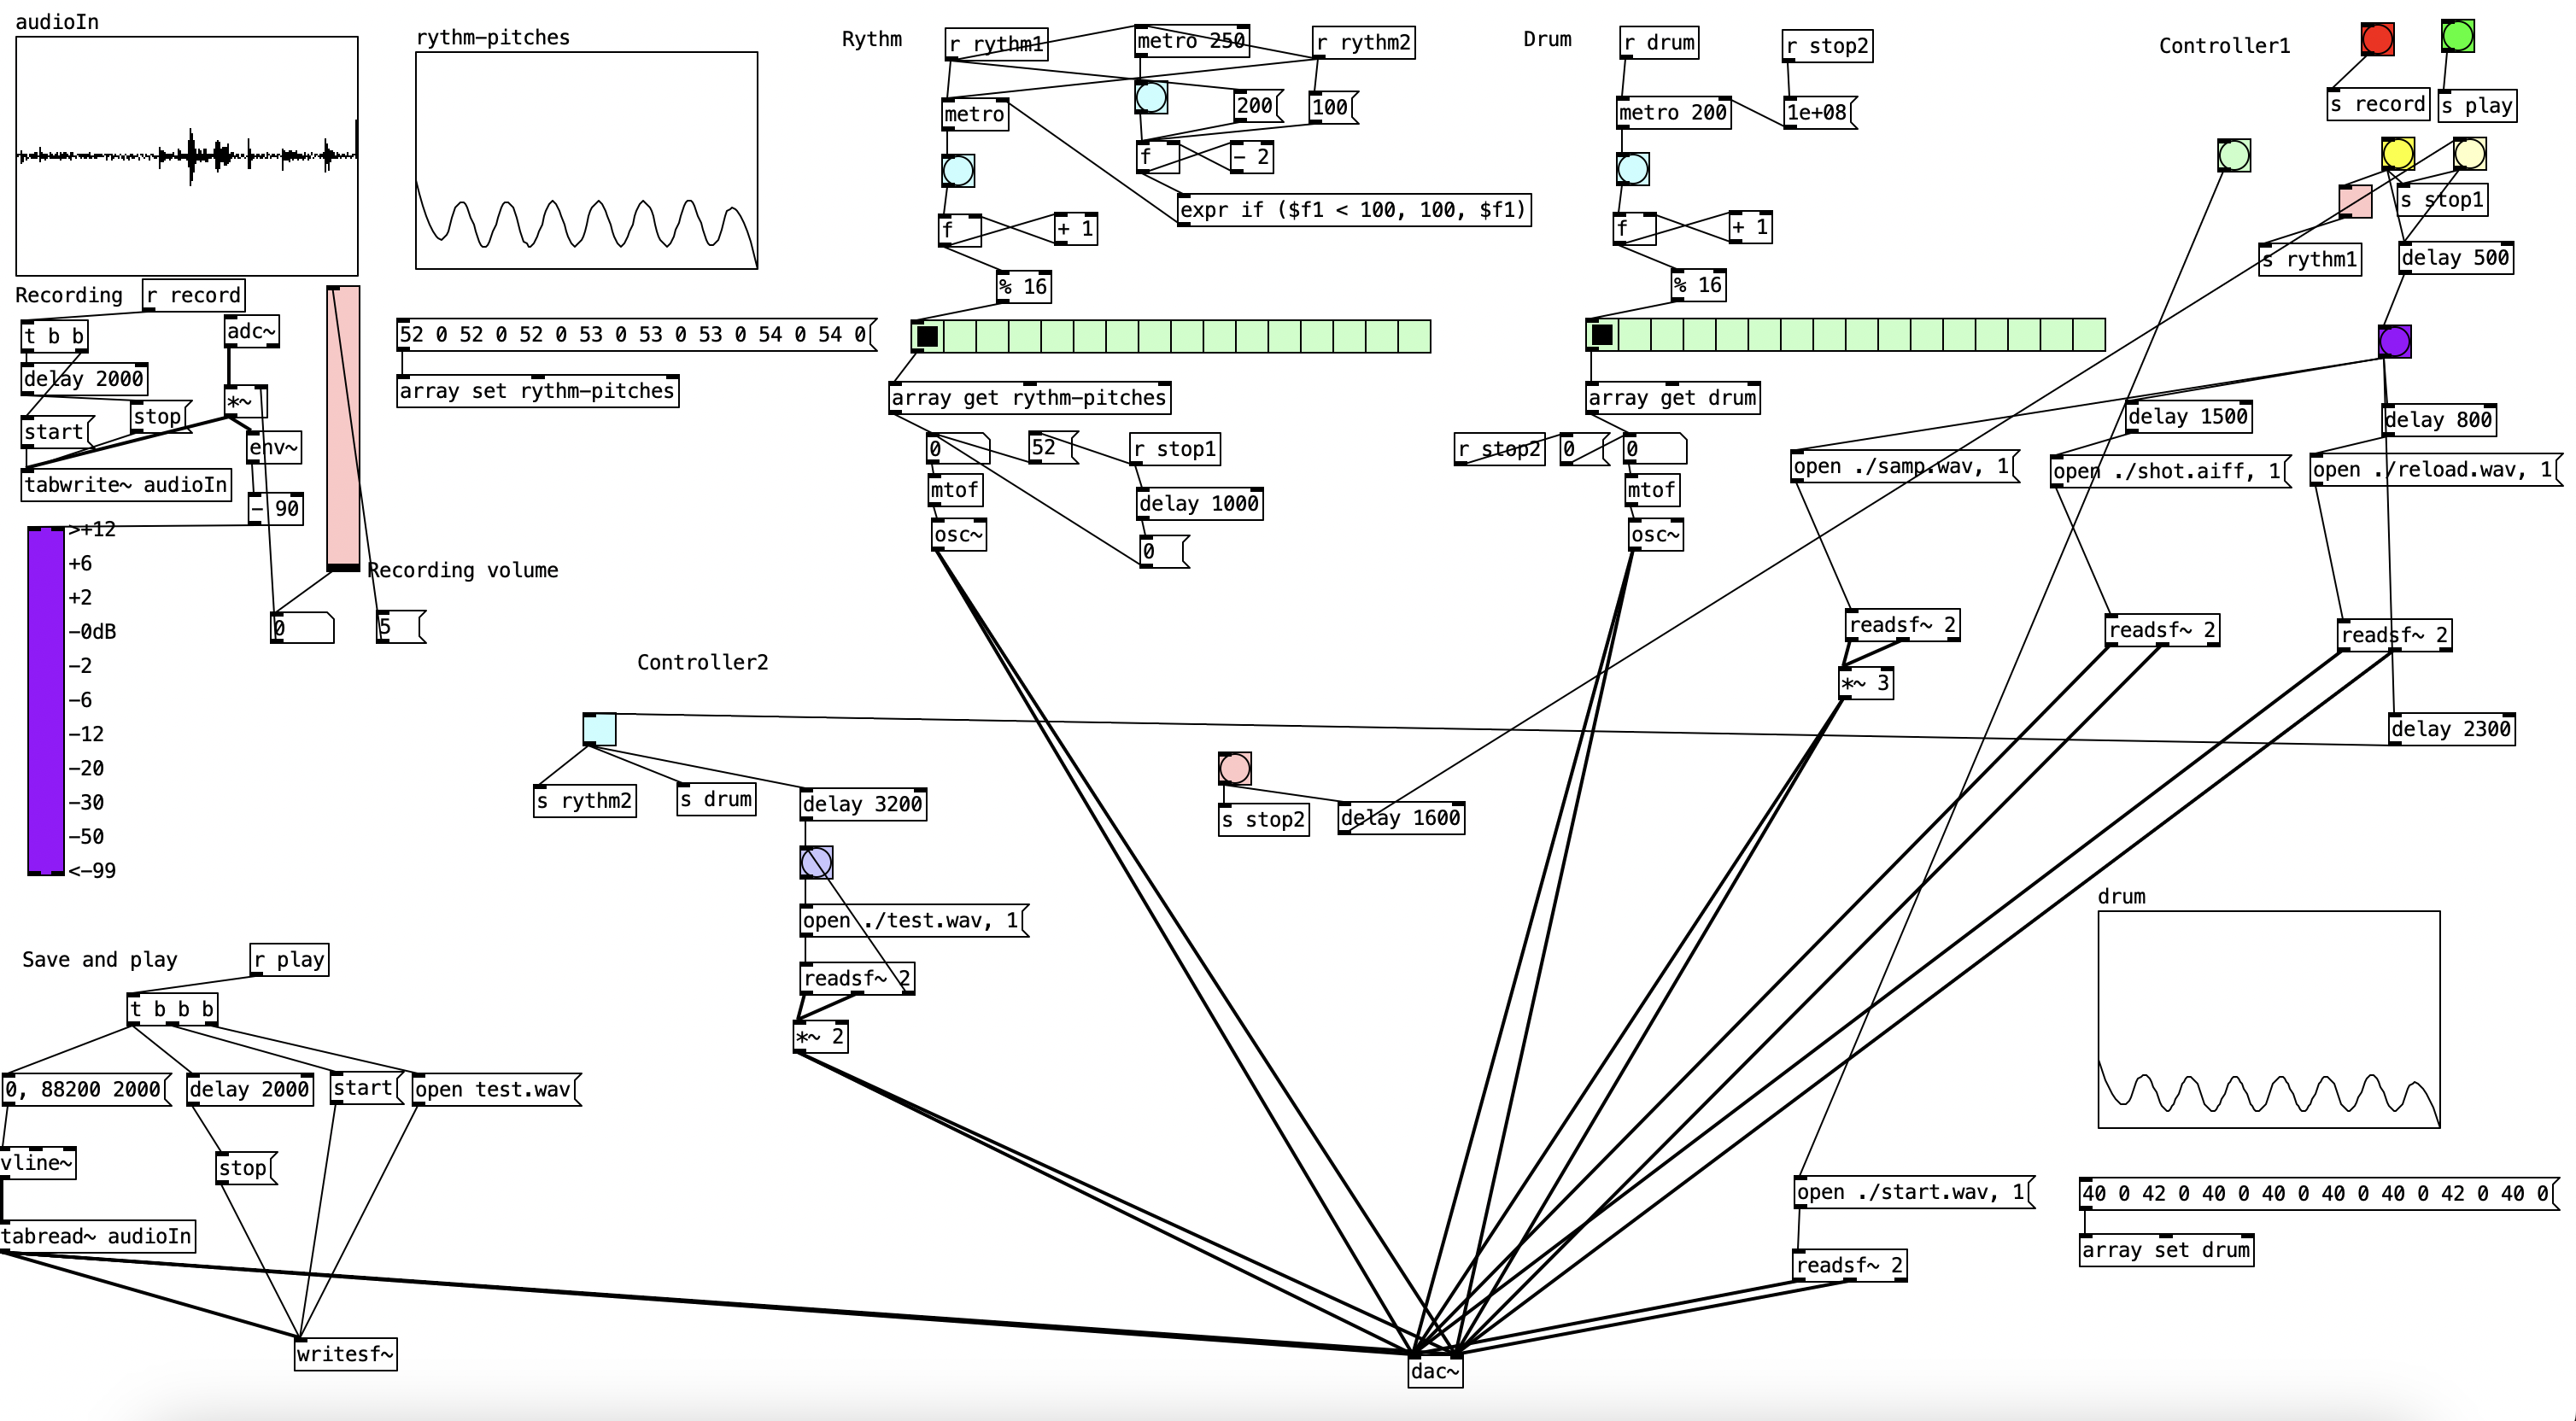 audioIn
rythm-pitches
Rythm
r rythm1
metro 250
r rythm2
Drum
r drum
r stop2
Controller1
s record
s play
metro
200
100
metro 200
1e+08
f
- 2
expr if ($f1 < 100, 100, $f1)
s stop1
s rythm1
delay 500
f
+ 1
f
+ 1
% 16
% 16
Recording
r record
t b b
adc~
delay 2000
*~
start
stop
env~
tabwrite~ audioIn
- 90
52 0 52 0 52 0 53 0 53 0 53 0 54 0 54 0
array set rythm-pitches
array get rythm-pitches
array get drum
0
52
r stop1
r stop2
0
0
mtof
delay 1000
mtof
osc~
0
osc~
delay 1500
delay 800
open ./samp.wav, 1
open ./shot.aiff, 1
open ./reload.wav, 1
>+12
+6
+2
-0dB
-2
-6
-12
-20
-30
-50
<-99
Recording volume
0
5
readsf~ 2
readsf~ 2
readsf~ 2
*~ 3
delay 2300
Controller2
s rythm2
s drum
delay 3200
s stop2
delay 1600
open ./test.wav, 1
readsf~ 2
*~ 2
drum
Save and play
r play
t b b b
0, 88200 2000
delay 2000
start
open test.wav
vline~
stop
tabread~ audioIn
writesf~
open ./start.wav, 1
readsf~ 2
40 0 42 0 40 0 40 0 40 0 40 0 42 0 40 0
array set drum
dac~